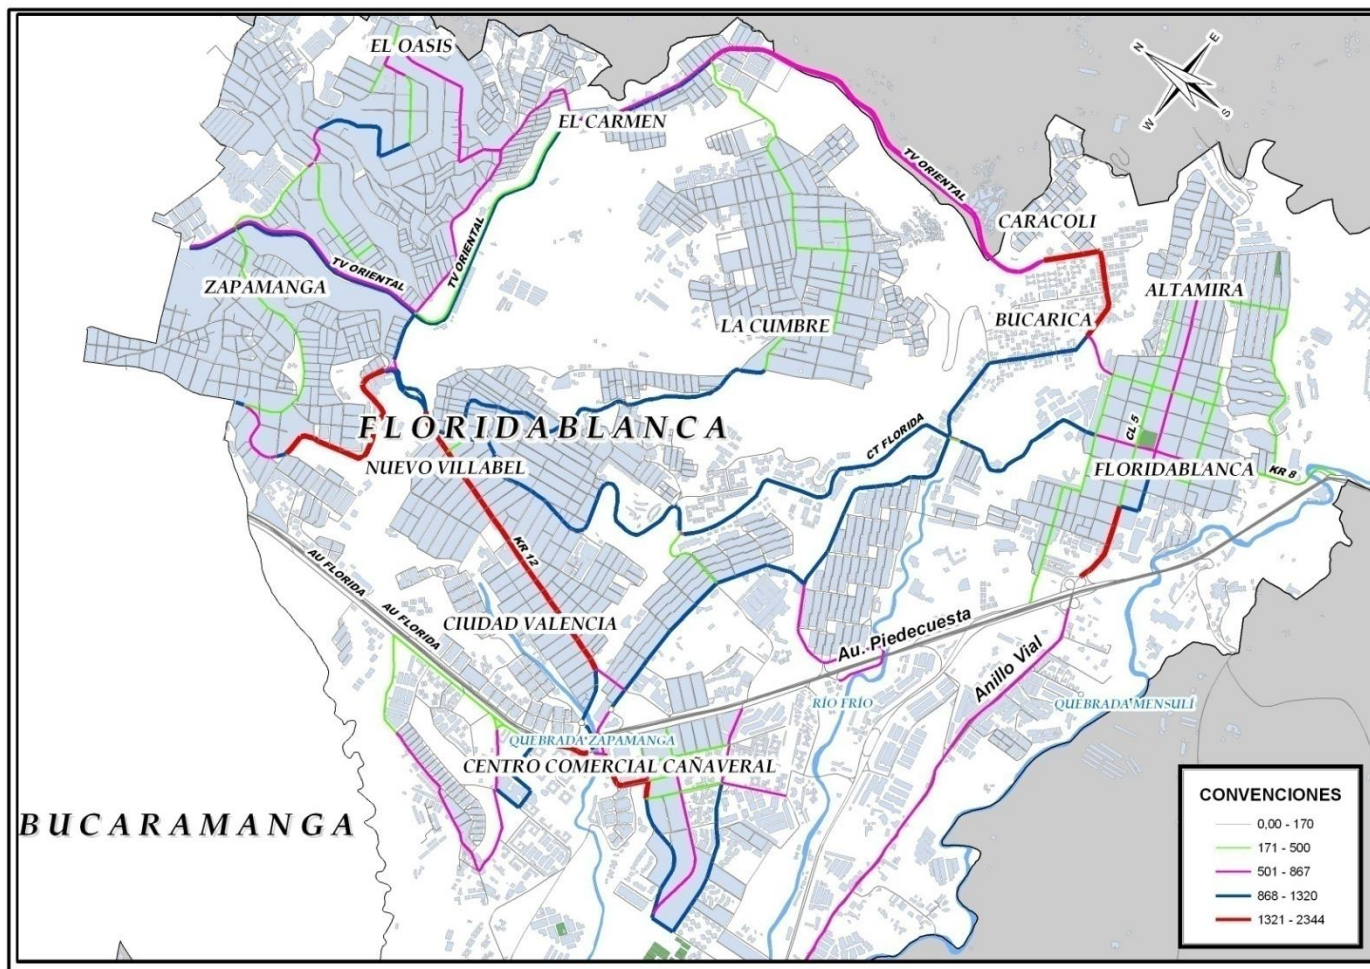 EL OASIS
N
E
W
S
EL CARMEN
TV ORIENTAL
CARACOLI
TV ORIENTAL
TV ORIENTAL
ZAPAMANGA
ALTAMIRA
LA CUMBRE
BUCARICA
FLORIDABLANCA
CL 5
CT FLORIDA
NUEVO VILLABEL
FLORIDABLANCA
KR 8
KR 12
AU FLORIDA
AU FLORIDA
CIUDAD VALENCIA
Au. Piedecuesta
Anillo Vial
RÍO FRÍO
QUEBRADA MENSULÍ
QUEBRADA ZAPAMANGA
CENTRO COMERCIAL CAÑAVERAL
BUCARAMANGA
CONVENCIONES
0,00 - 170
171 - 500
501 - 867
868 - 1320
1321 - 2344